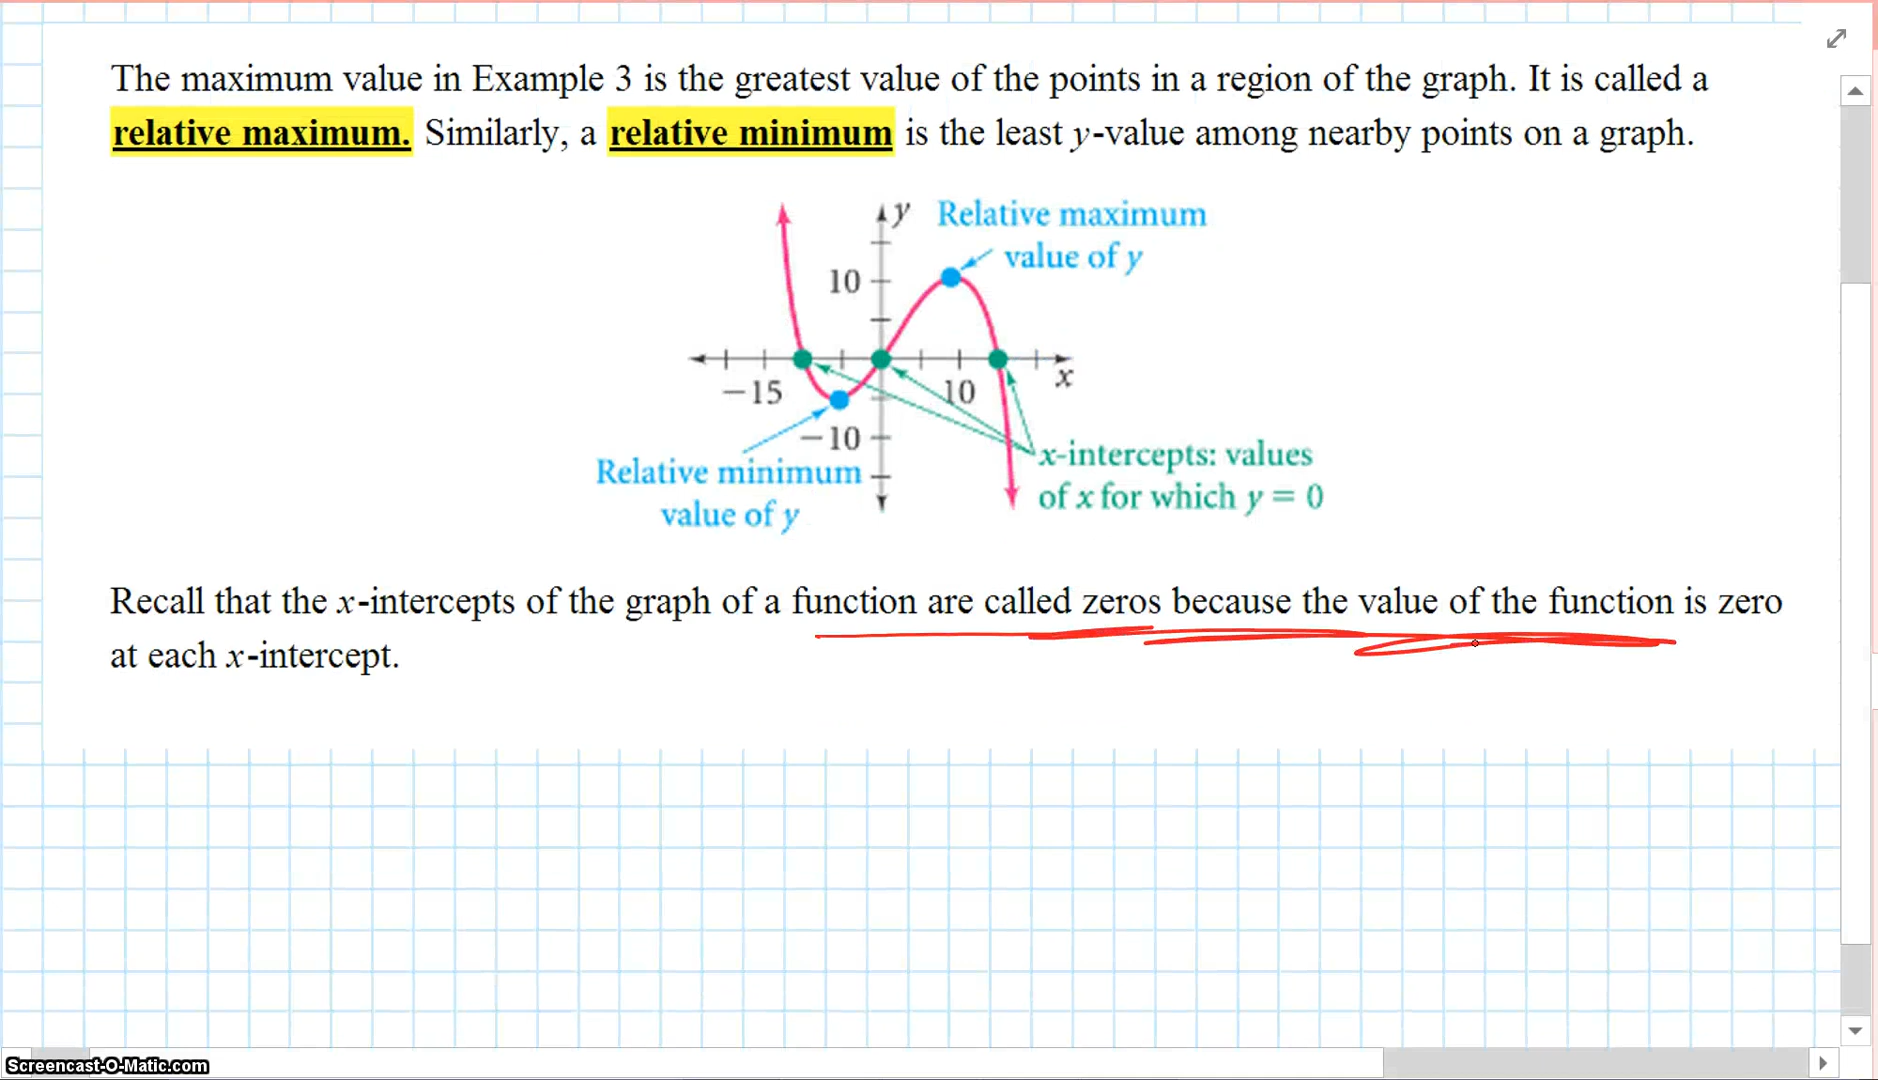 The maximum value in Example 3 is the greatest value of the points in a region of the graph. It is called a
relative maximum. Similarly, a relative minimum is the least y-value among nearby points on a graph.
y Relative maximum
value of y
10
-15
10
x
-10
Relative minimum
value of y
x-intercepts: values
of x for which y = 0
Recall that the x-intercepts of the graph of a function are called zeros because the value of the function is zero
at each x-intercept.
Screencast-O-Matic.com